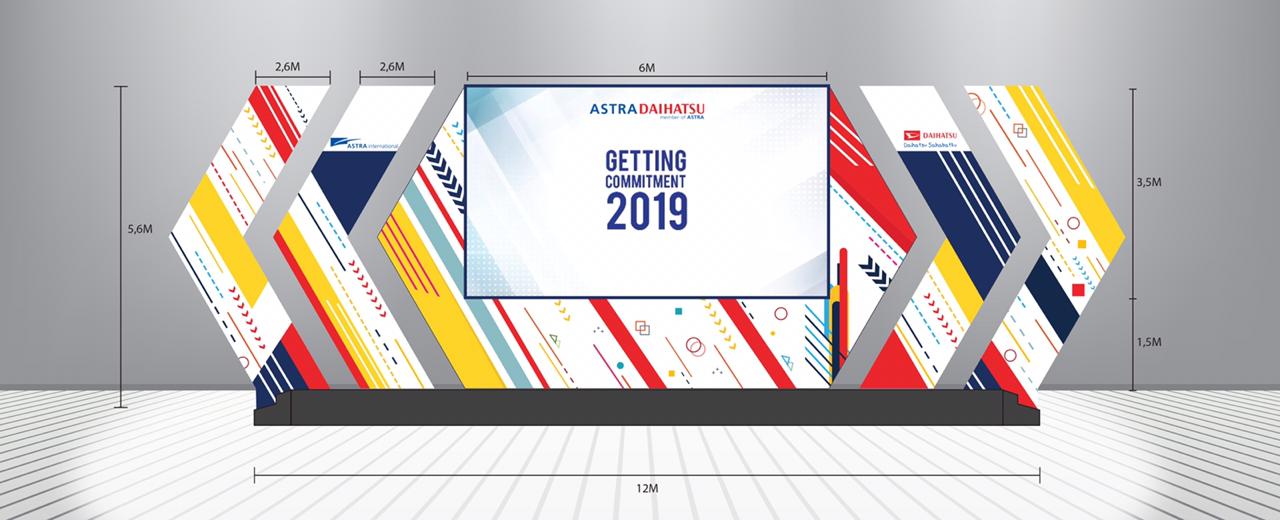 2,6M
2,6M
6M
ASTRA DAIHATSU
member of ASTRA
GETTING
COMMITMENT
2019
ASTRA international
DAIHATSU
Daihatsu Sahabatku
5,6M
3,5M
1,5M
12M